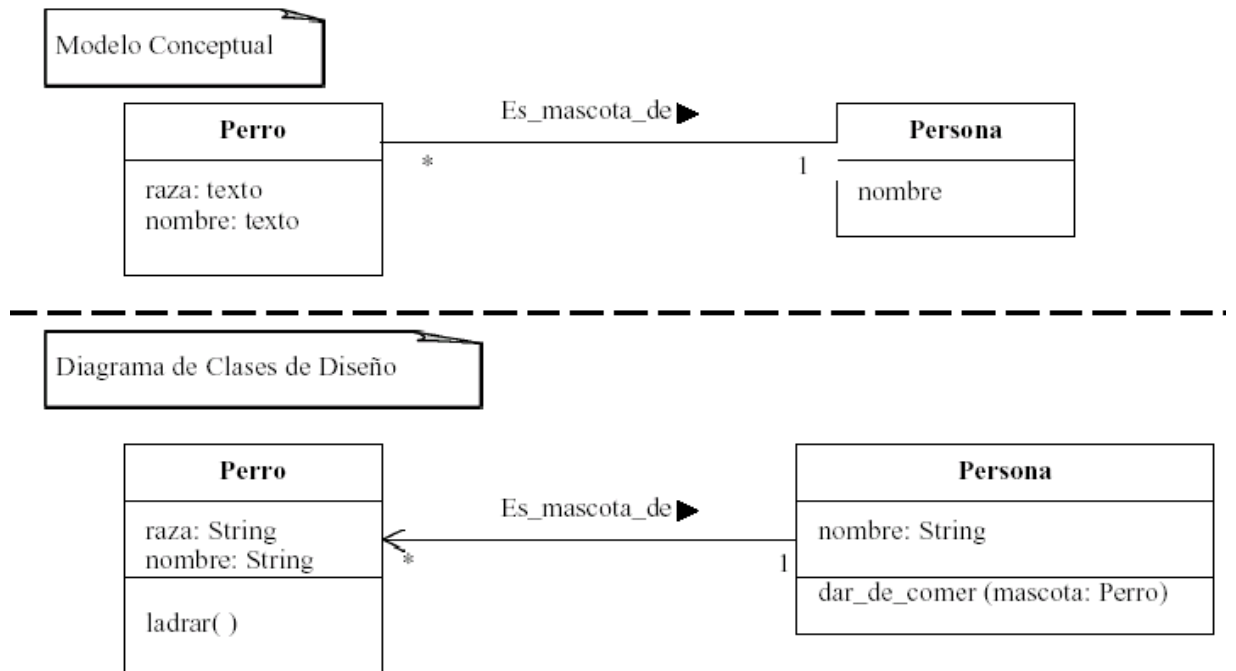 Modelo Conceptual
Perro
Es_mascota_de
Persona
*
1
raza: texto
nombre: texto
nombre
Diagrama de Clases de Diseño
Perro
Es_mascota_de
Persona
raza: String
nombre: String
*
1
nombre: String
ladrar( )
dar_de_comer (mascota: Perro)